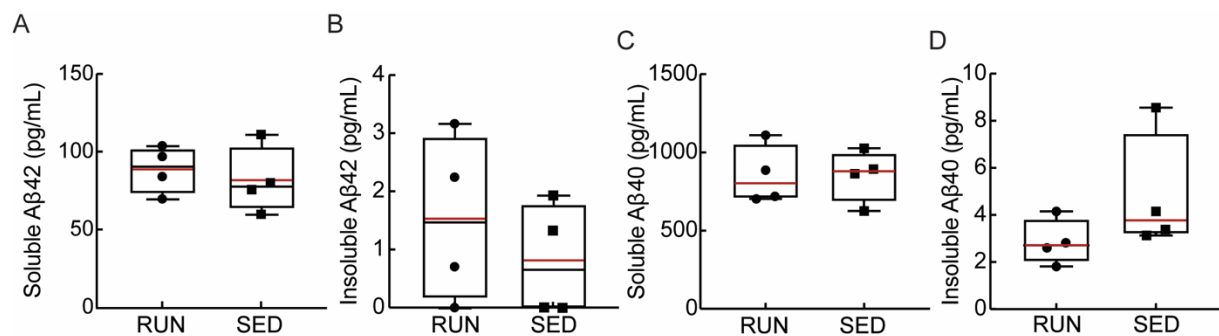 A
Soluble Aβ42 (pg/mL)
150
100
50
0
RUN SED
B
Insoluble Aβ42 (pg/mL)
4
3
2
1
0
RUN SED
C
Soluble Aβ40 (pg/mL)
1500
1000
500
0
RUN SED
D
Insoluble Aβ40 (pg/mL)
10
8
6
4
2
0
RUN SED